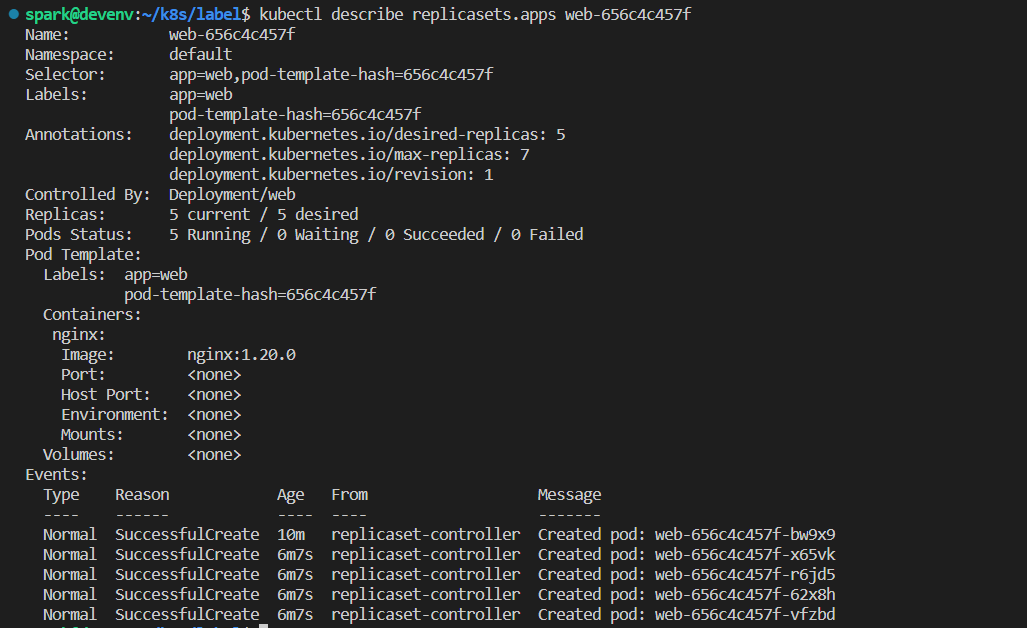 spark@devenv:~/k8s/label$ kubectl describe replicasets.apps web-656c4c457f
Name:           web-656c4c457f
Namespace:      default
Selector:       app=web,pod-template-hash=656c4c457f
Labels:         app=web
                pod-template-hash=656c4c457f
Annotations:    deployment.kubernetes.io/desired-replicas: 5
                deployment.kubernetes.io/max-replicas: 7
                deployment.kubernetes.io/revision: 1
Controlled By:  Deployment/web
Replicas:       5 current / 5 desired
Pods Status:    5 Running / 0 Waiting / 0 Succeeded / 0 Failed
Pod Template:
  Labels:  app=web
           pod-template-hash=656c4c457f
  Containers:
   nginx:
    Image:        nginx:1.20.0
    Port:         <none>
    Host Port:    <none>
    Environment:  <none>
    Mounts:       <none>
  Volumes:        <none>
Events:
  Type    Reason            Age   From                   Message
  ----    ------            ----  ----                   -------
  Normal  SuccessfulCreate  10m   replicaset-controller  Created pod: web-656c4c457f-bw9x9
  Normal  SuccessfulCreate  6m7s  replicaset-controller  Created pod: web-656c4c457f-x65vk
  Normal  SuccessfulCreate  6m7s  replicaset-controller  Created pod: web-656c4c457f-r6jd5
  Normal  SuccessfulCreate  6m7s  replicaset-controller  Created pod: web-656c4c457f-62x8h
  Normal  SuccessfulCreate  6m7s  replicaset-controller  Created pod: web-656c4c457f-vfzbd